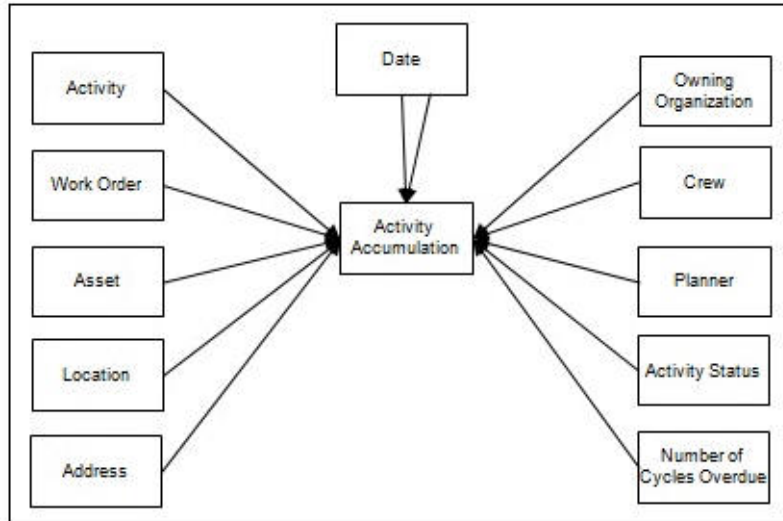 Date
Activity
Owning
Organization
Work Order
Crew
Activity
Accumulation
Asset
Planner
Location
Activity Status
Address
Number of
Cycles Overdue